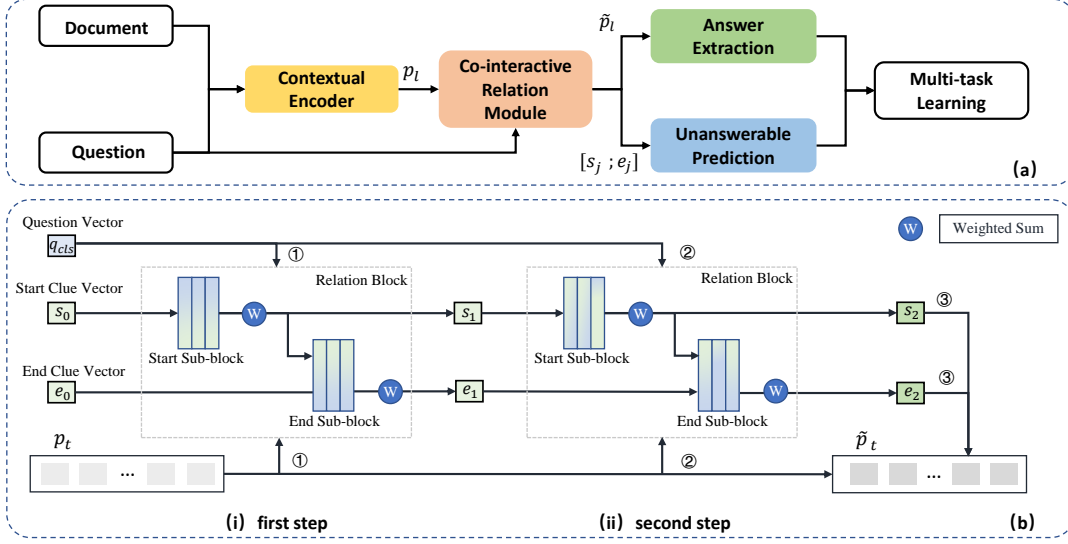 Document
Question
Contextual
Encoder
p_l
Co-interactive
Relation
Module
p̃_l
[s_j ; e_j]
Answer
Extraction
Unanswerable
Prediction
Multi-task
Learning
(a)
Question Vector
q_cls
①
②
W Weighted Sum
Relation Block
Relation Block
Start Clue Vector
s_0
W
s_1
W
s_2
③
Start Sub-block
Start Sub-block
End Clue Vector
e_0
W
e_1
W
e_2
③
End Sub-block
End Sub-block
p_t
①
②
p̃_t
...
...
(i) first step
(ii) second step
(b)